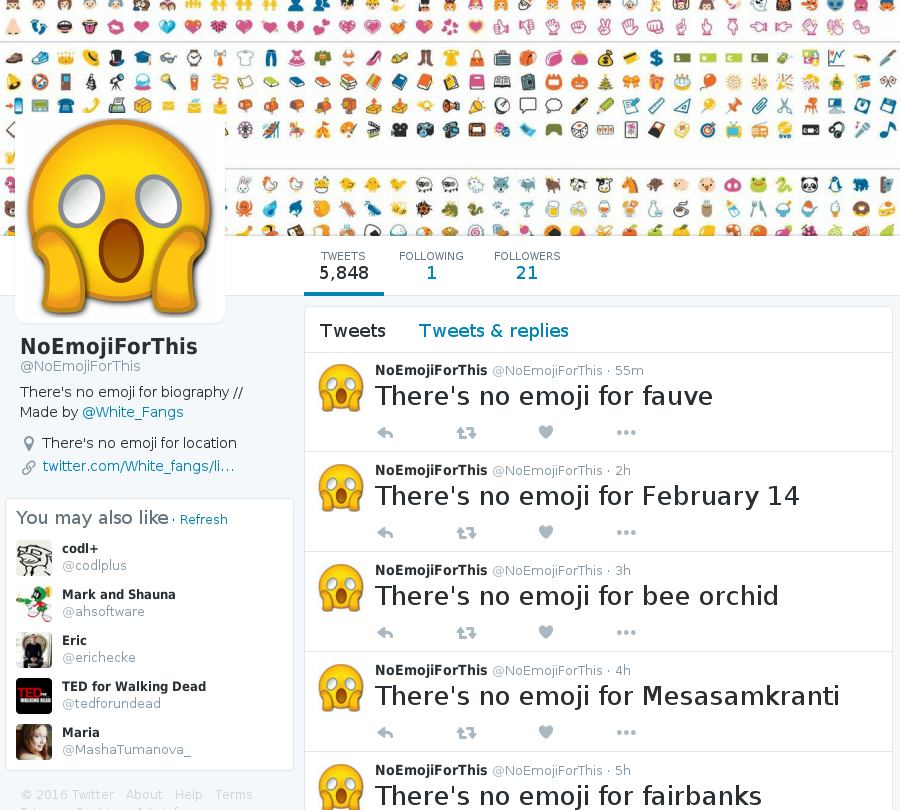 TWEETS FOLLOWING FOLLOWERS
5,848 1 21
NoEmojiForThis
@NoEmojiForThis
There's no emoji for biography //
Made by @White_Fangs
There's no emoji for location
twitter.com/White_fangs/li...
You may also like · Refresh
codl+
@codlplus
Mark and Shauna
@ahsoftware
Eric
@erichecke
TED for Walking Dead
@tedforundead
Maria
@MashaTumanova_
© 2016 Twitter About Help Terms
Tweets Tweets & replies
NoEmojiForThis @NoEmojiForThis · 55m
There's no emoji for fauve
NoEmojiForThis @NoEmojiForThis · 2h
There's no emoji for February 14
NoEmojiForThis @NoEmojiForThis · 3h
There's no emoji for bee orchid
NoEmojiForThis @NoEmojiForThis · 4h
There's no emoji for Mesasamkranti
NoEmojiForThis @NoEmojiForThis · 5h
There's no emoji for fairbanks